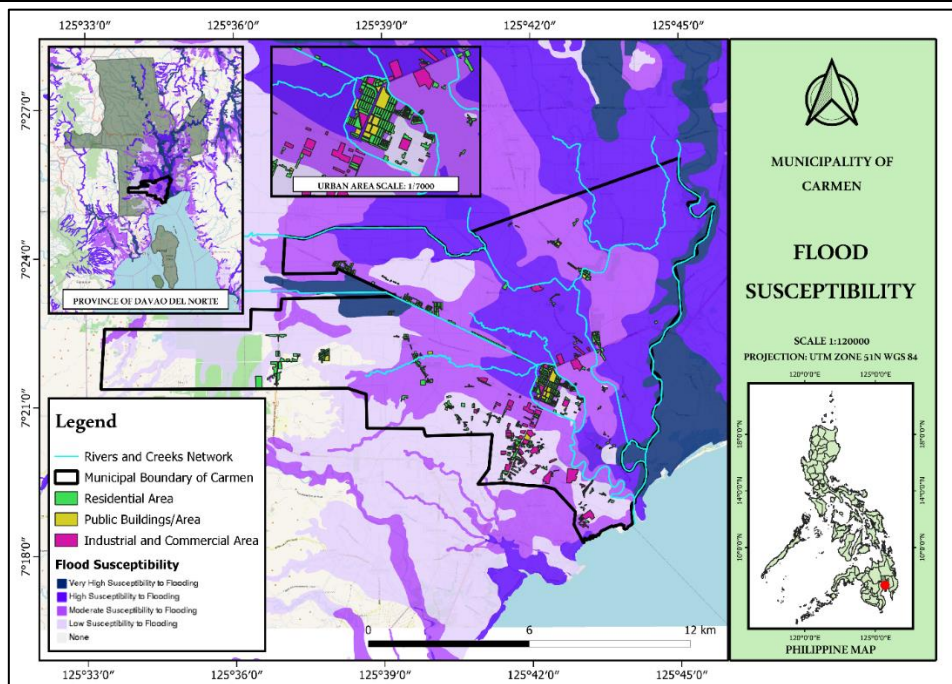 125°33'0"
125°36'0"
125°39'0"
125°42'0"
125°45'0"
7°27'0"
7°24'0"
7°21'0"
7°18'0"
PROVINCE OF DAVAO DEL NORTE
URBAN AREA SCALE: 1/7000
Legend
Rivers and Creeks Network
Municipal Boundary of Carmen
Residential Area
Public Buildings/Area
Industrial and Commercial Area
Flood Susceptibility
Very High Susceptibility to Flooding
High Susceptibility to Flooding
Moderate Susceptibility to Flooding
Low Susceptibility to Flooding
None
0 6 12 km
125°33'0"
125°36'0"
125°39'0"
125°42'0"
125°45'0"
MUNICIPALITY OF
CARMEN
FLOOD
SUSCEPTIBILITY
SCALE 1:120000
PROJECTION: UTM ZONE 51N WGS 84
120°0'0"E 125°0'0"E
120°0'0"E 125°0'0"E
PHILIPPINE MAP